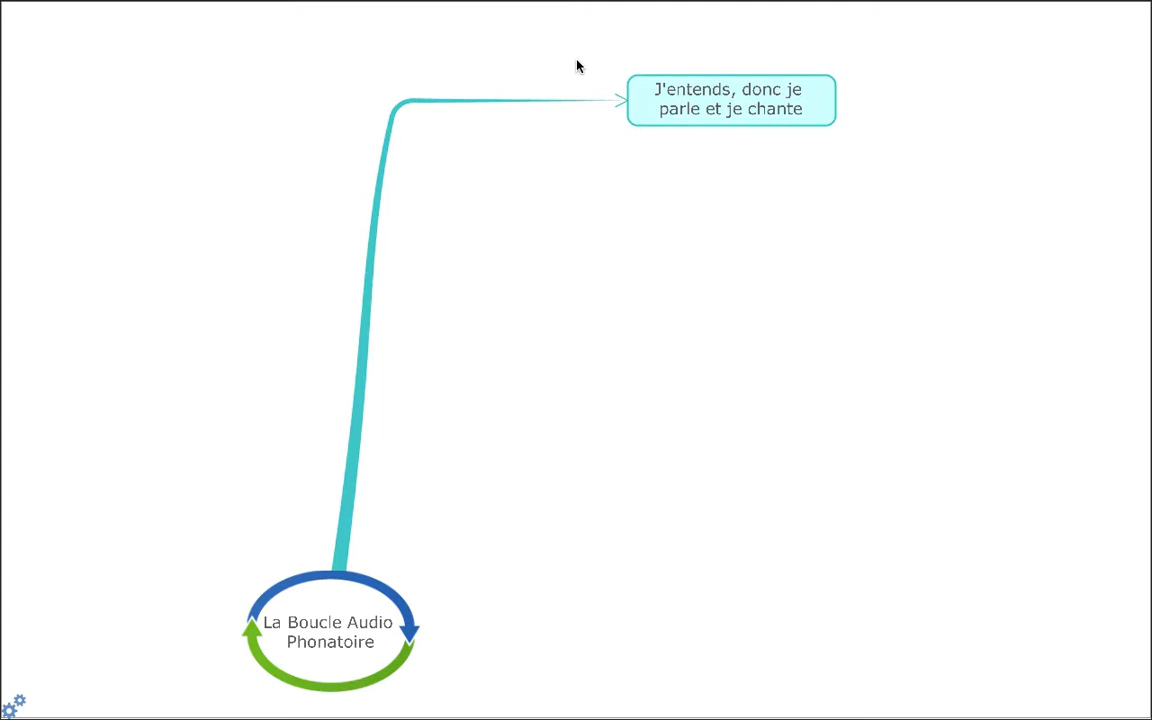 J'entends, donc je
parle et je chante
La Boucle Audio
Phonatoire